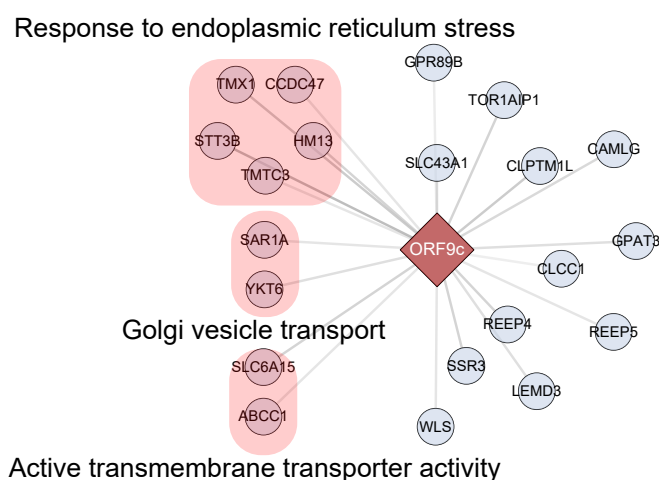 Response to endoplasmic reticulum stress
GPR89B
TMX1 CCDC47
TOR1AIP1
STT3B HM13
SLC43A1 CLPTM1L CAMLG
TMTC3
SAR1A ORF9c GPAT3
CLCC1
YKT6
Golgi vesicle transport REEP4 REEP5
SLC6A15 SSR3
LEMD3
ABCC1
WLS
Active transmembrane transporter activity